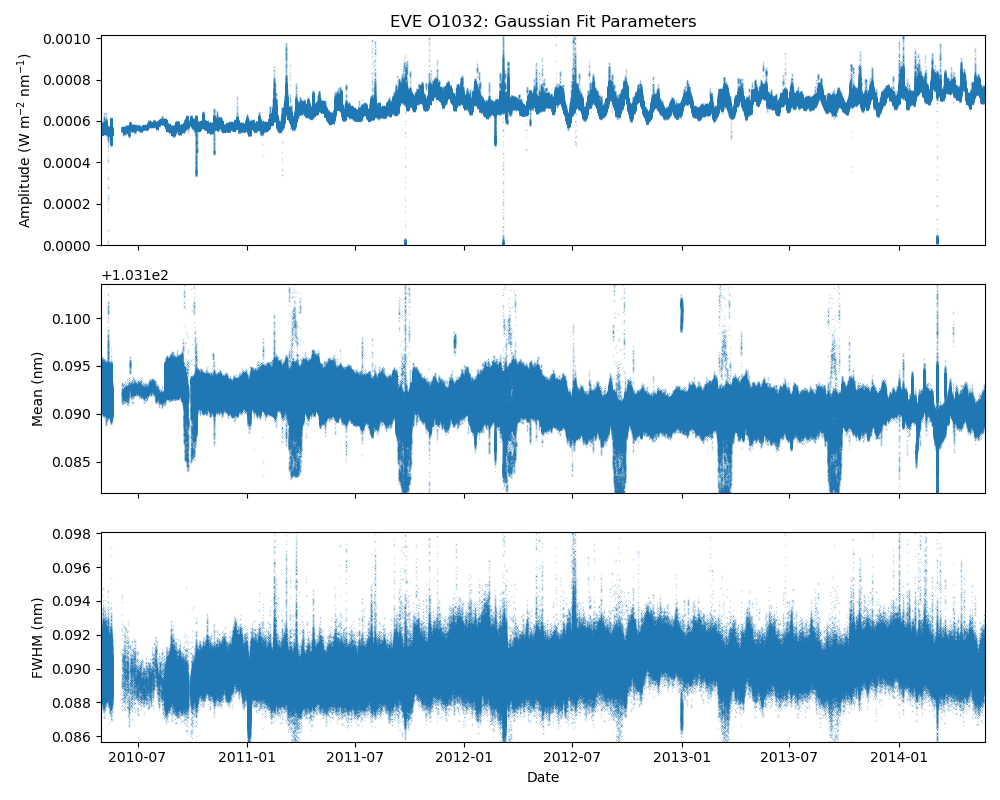 EVE O1032: Gaussian Fit Parameters
0.0010
0.0008
0.0006
0.0004
0.0002
0.0000
Amplitude (W m⁻² nm⁻¹)
+1.031e2
0.100
0.095
0.090
0.085
Mean (nm)
0.098
0.096
0.094
0.092
0.090
0.088
0.086
FWHM (nm)
2010-07 2011-01 2011-07 2012-01 2012-07 2013-01 2013-07 2014-01
Date